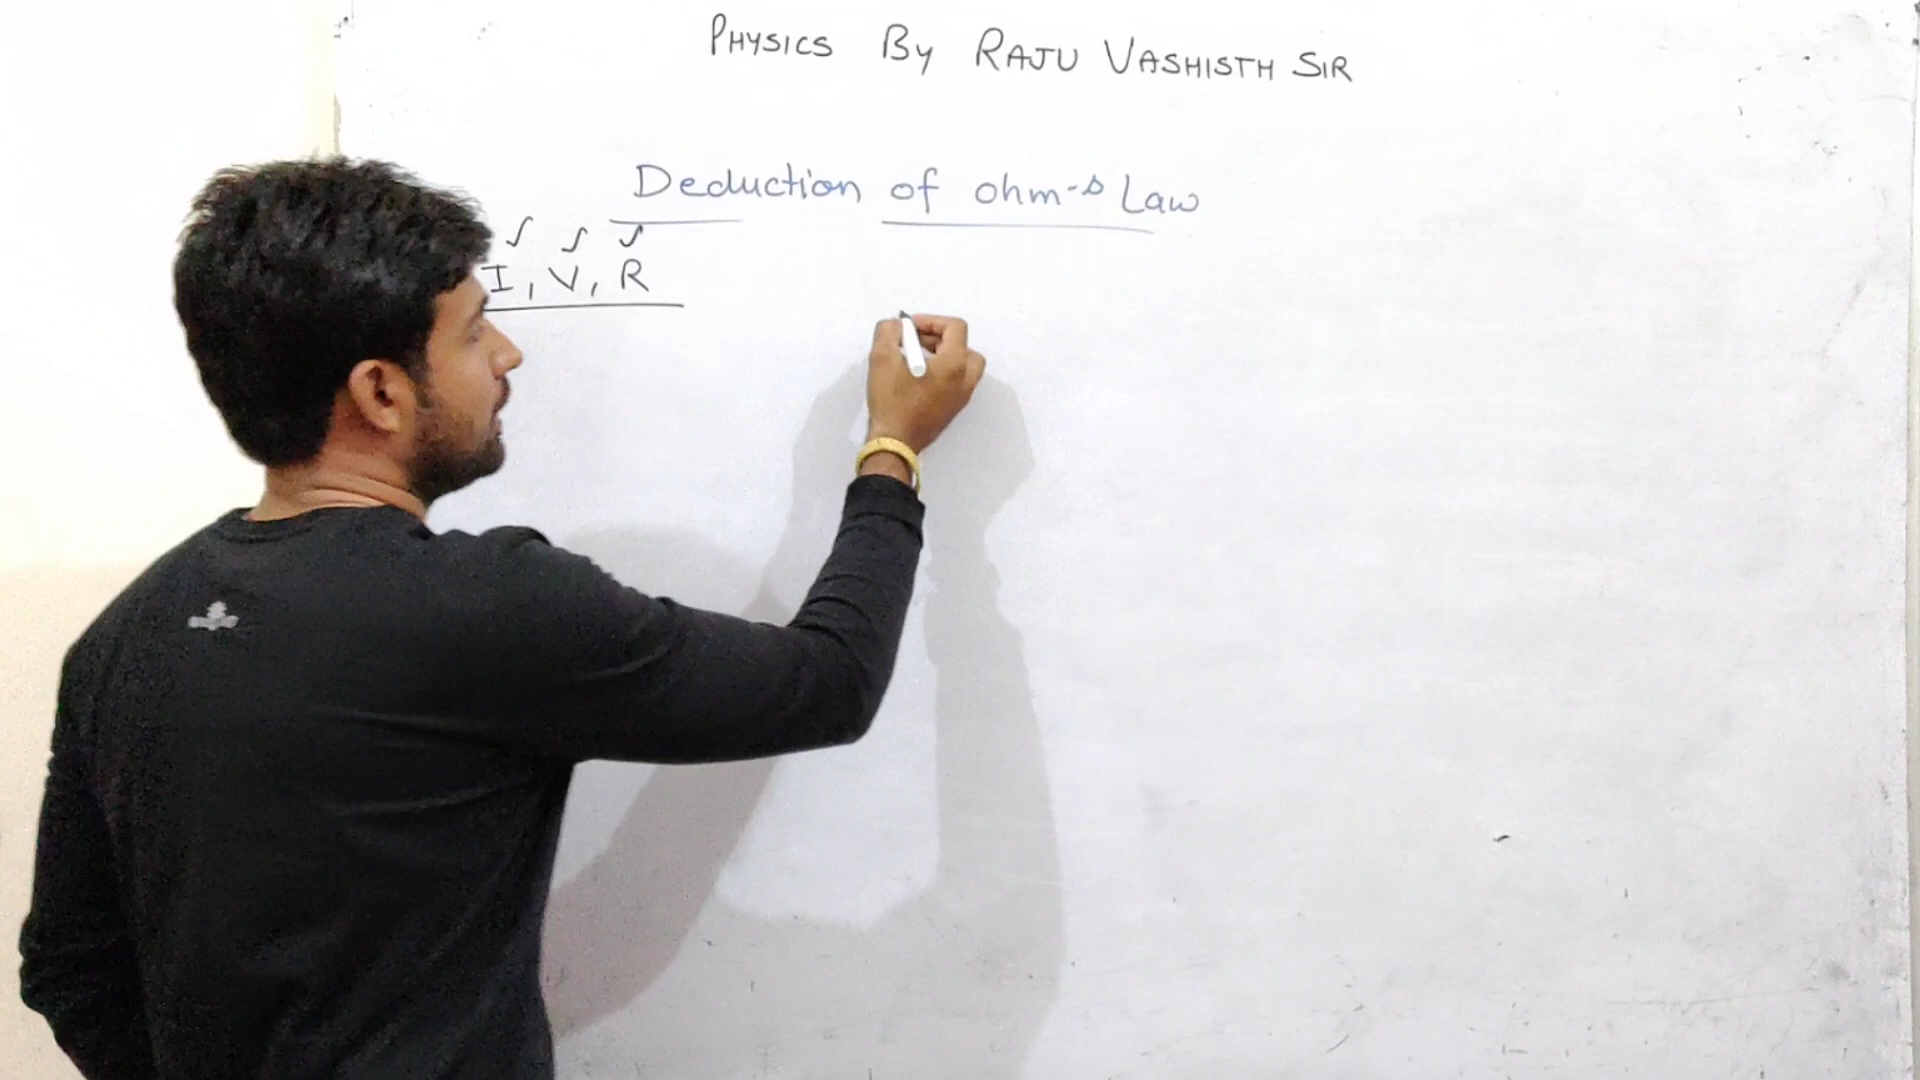 PHYSICS By RAJU VASHISTH SIR
Deduction of ohm-s Law
I, V, R